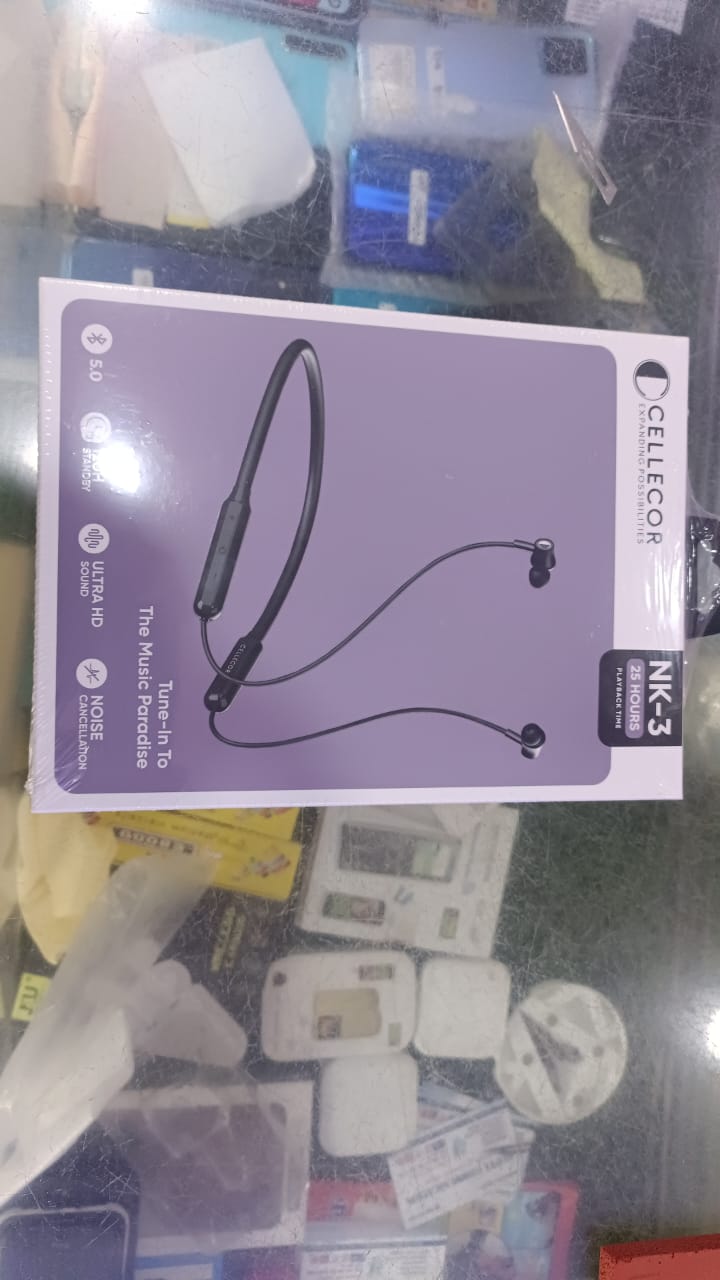 CELLECOR
EXPANDING POSSIBILITIES
NK-3
25 HOURS
PLAYBACK TIME
CELLECOR
Tune-In To
The Music Paradise
5.0
STANDBY
ULTRA HD
SOUND
NOISE
CANCELLATION